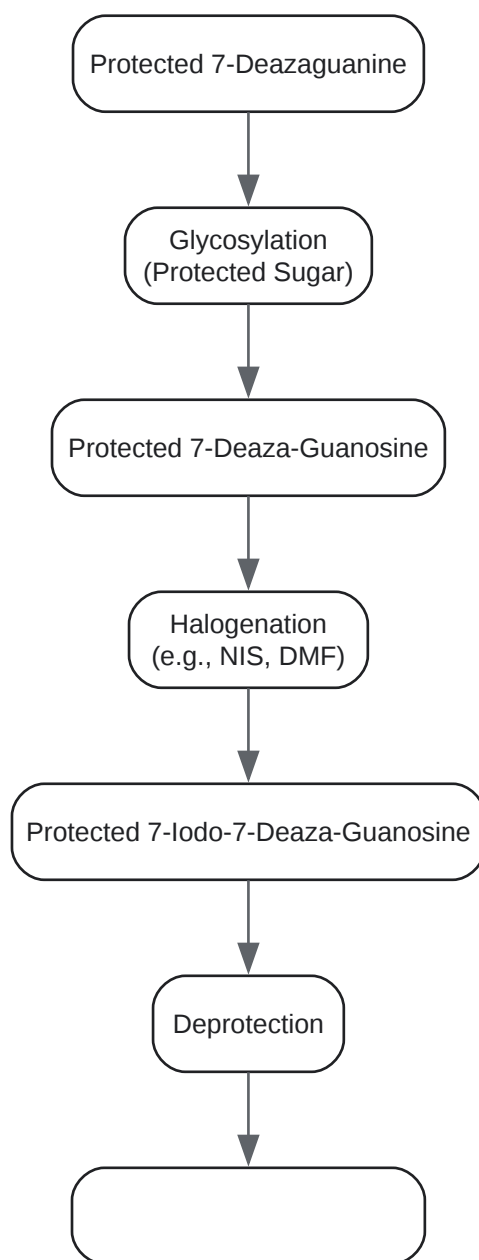 Protected 7-Deazaguanine
Glycosylation
(Protected Sugar)
Protected 7-Deaza-Guanosine
Halogenation
(e.g., NIS, DMF)
Protected 7-Iodo-7-Deaza-Guanosine
Deprotection